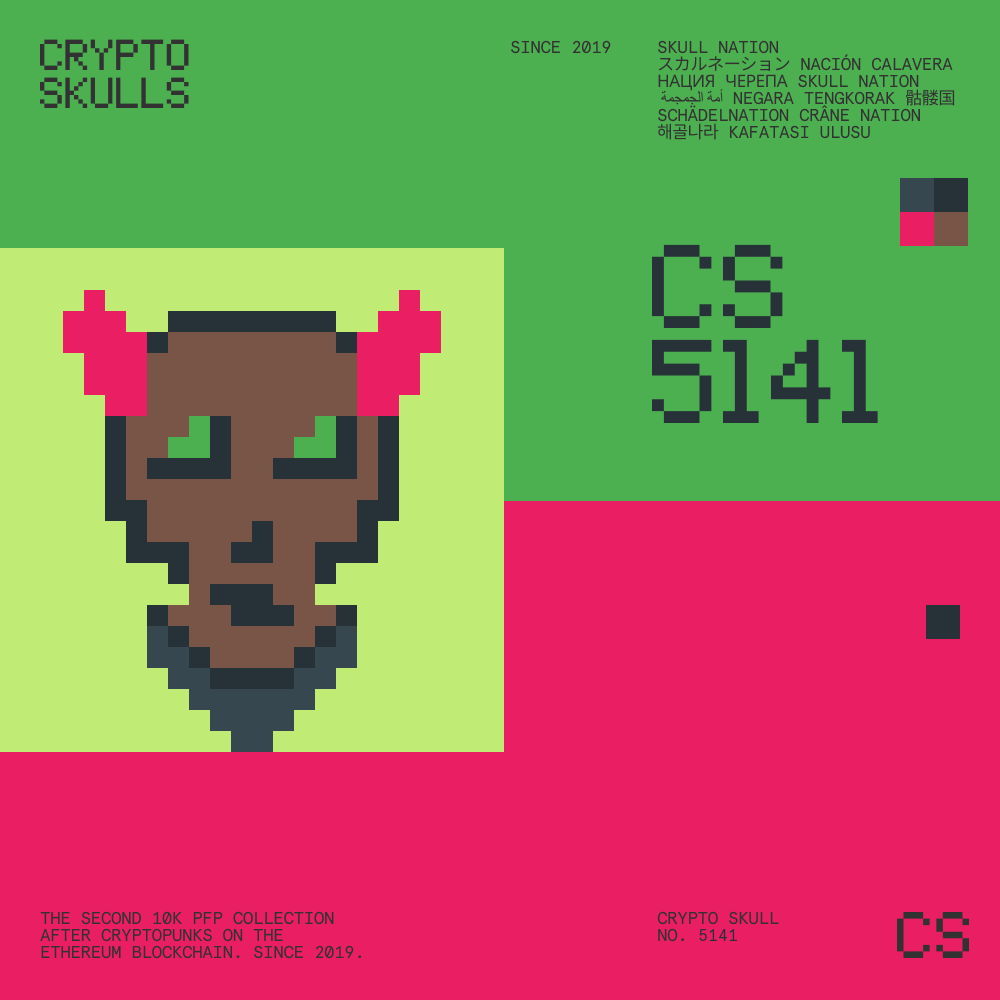 CRYPTO
SKULLS
SINCE 2019
SKULL NATION
スカルネーション NACIÓN CALAVERA
НАЦИЯ ЧЕРЕПА SKULL NATION
أمة الجمجمة NEGARA TENGKORAK 骷髅国
SCHÄDELNATION CRÂNE NATION
해골나라 KAFATASI ULUSU
CS
5141
THE SECOND 10K PFP COLLECTION
AFTER CRYPTOPUNKS ON THE
ETHEREUM BLOCKCHAIN. SINCE 2019.
CRYPTO SKULL
NO. 5141
CS